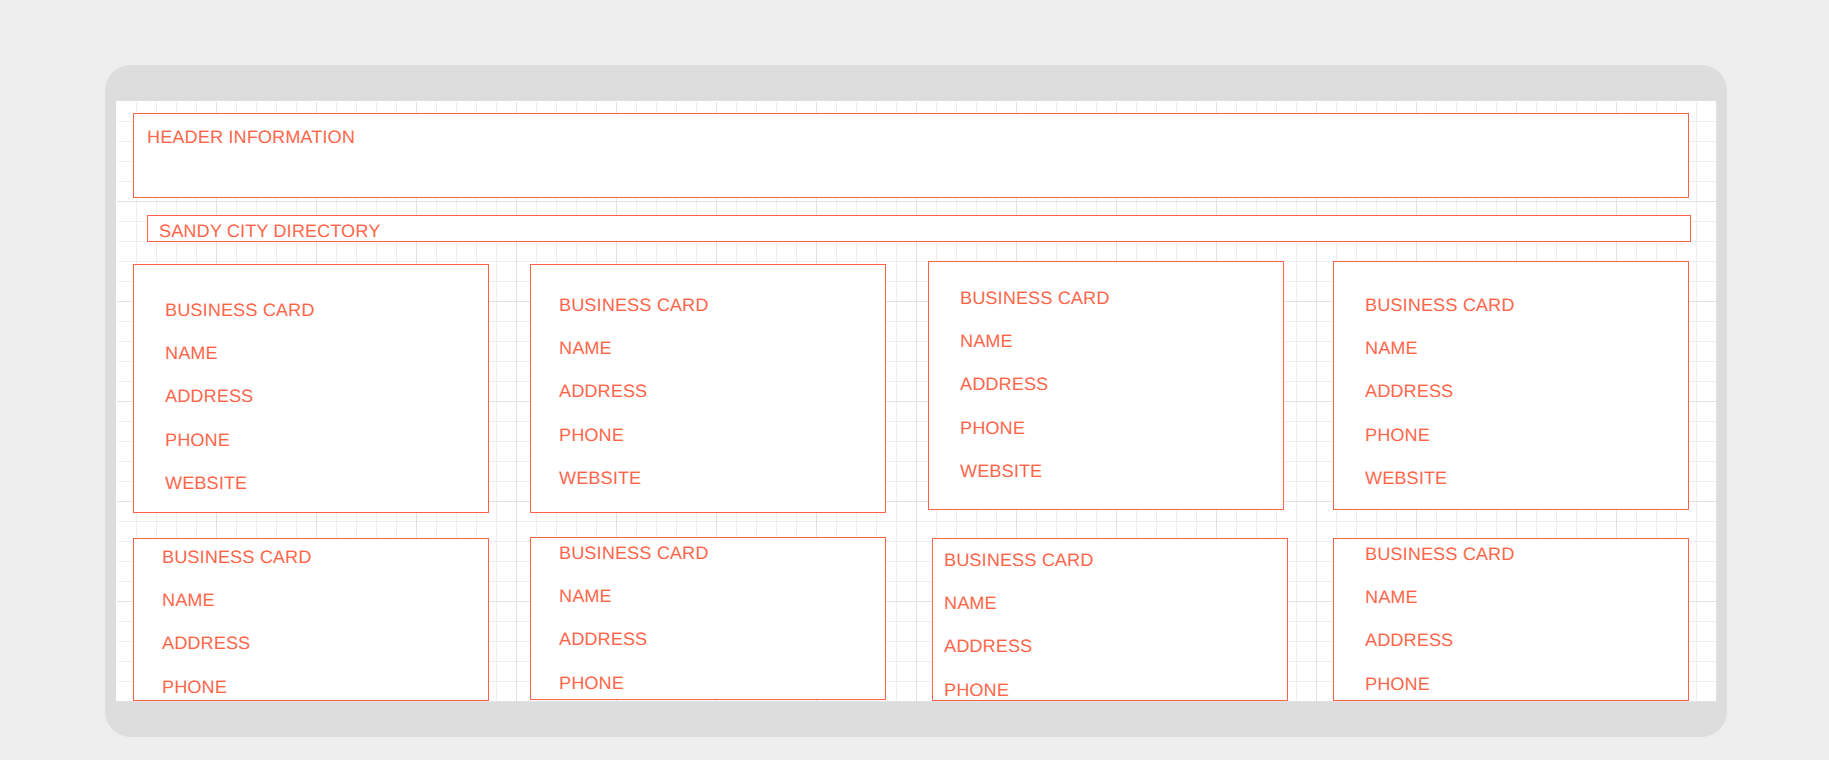 HEADER INFORMATION
SANDY CITY DIRECTORY
BUSINESS CARD
NAME
ADDRESS
PHONE
WEBSITE
BUSINESS CARD
NAME
ADDRESS
PHONE
WEBSITE
BUSINESS CARD
NAME
ADDRESS
PHONE
WEBSITE
BUSINESS CARD
NAME
ADDRESS
PHONE
WEBSITE
BUSINESS CARD
NAME
ADDRESS
PHONE
BUSINESS CARD
NAME
ADDRESS
PHONE
BUSINESS CARD
NAME
ADDRESS
PHONE
BUSINESS CARD
NAME
ADDRESS
PHONE